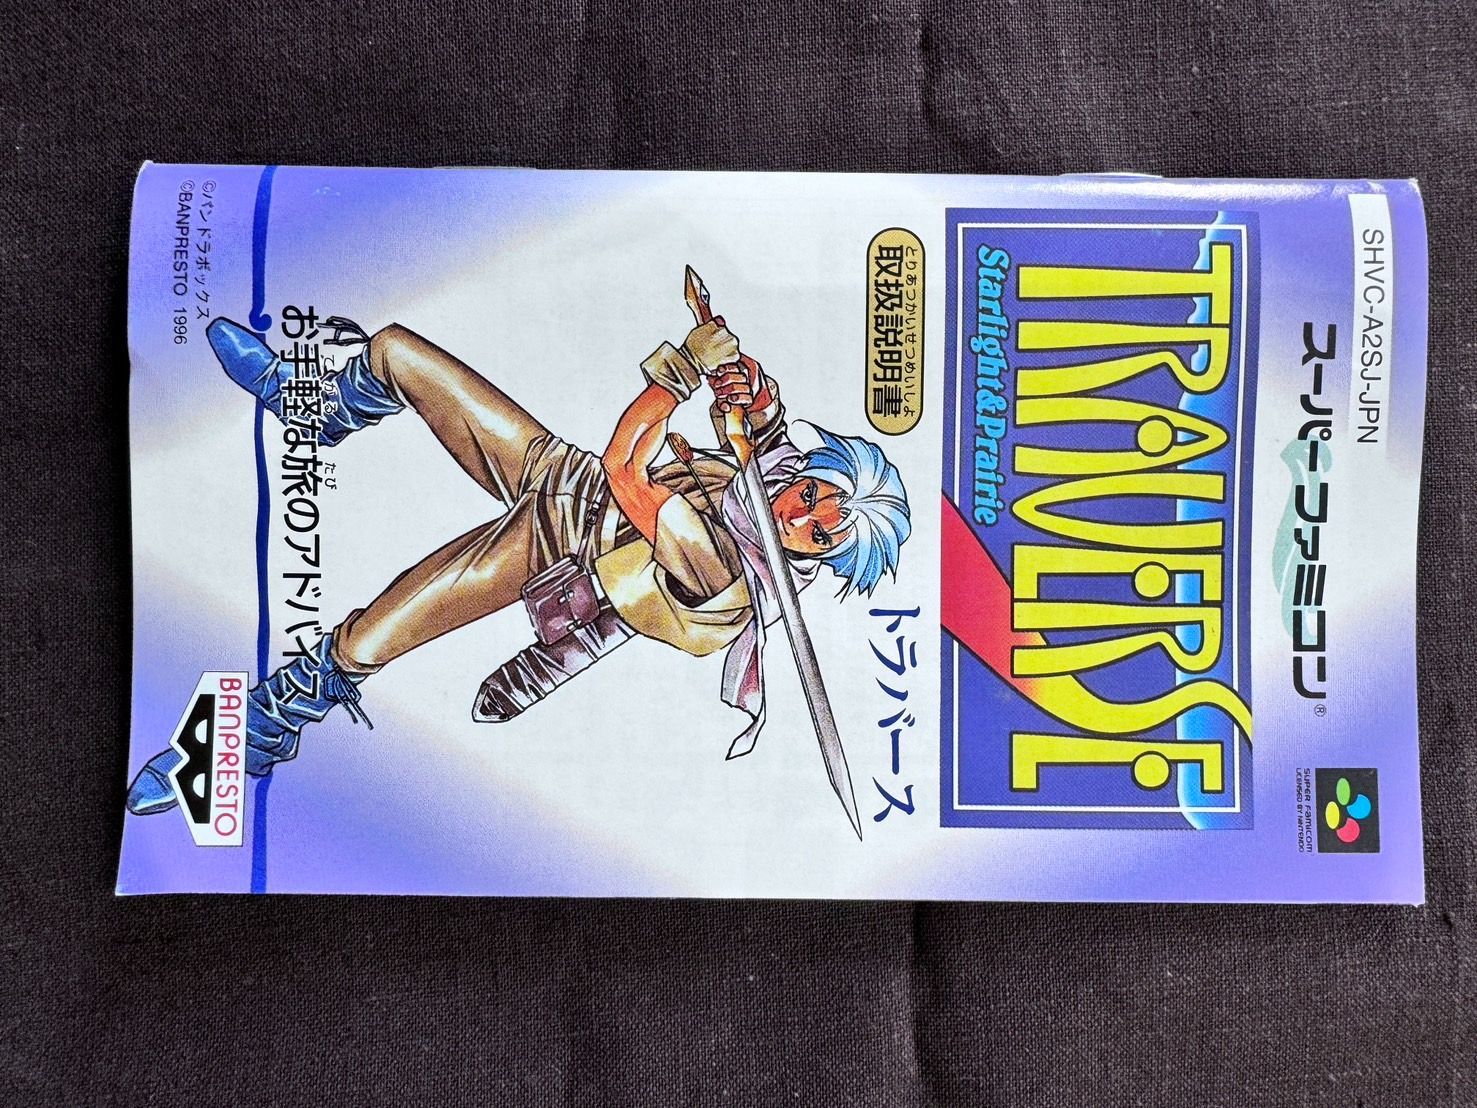 SHVC-A2SJ-JPN
スーパーファミコン®
SUPER FAMICOM
LICENSED BY NINTENDO
TRAVERSE
Starlight&Prairie
トラバース
とりあつかいせつめいしょ
取扱説明書
てがる たび
お手軽な旅のアドバイス
©パンドラボックス
©BANPRESTO 1996
BANPRESTO